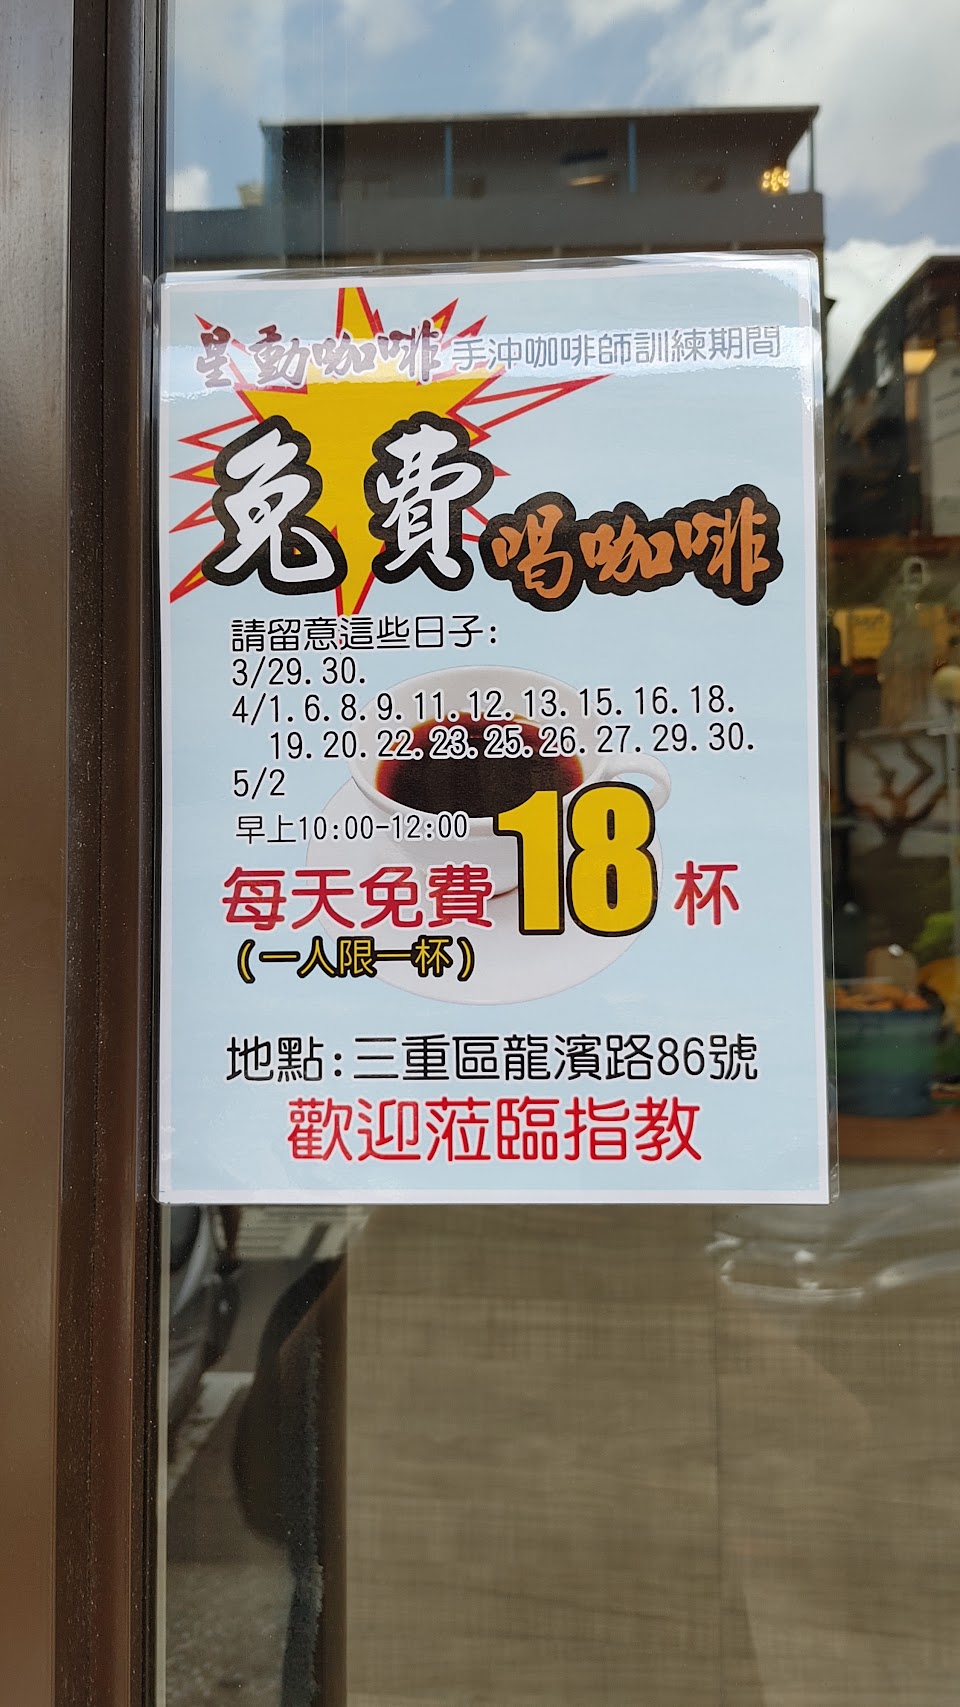 星動咖啡 手沖咖啡師訓練期間
免費 喝咖啡
請留意這些日子:
3/29.30.
4/1.6.8.9.11.12.13.15.16.18.
19.20.22.23.25.26.27.29.30.
5/2
早上10:00-12:00
每天免費18杯
(一人限一杯)
地點:三重區龍濱路86號
歡迎蒞臨指教